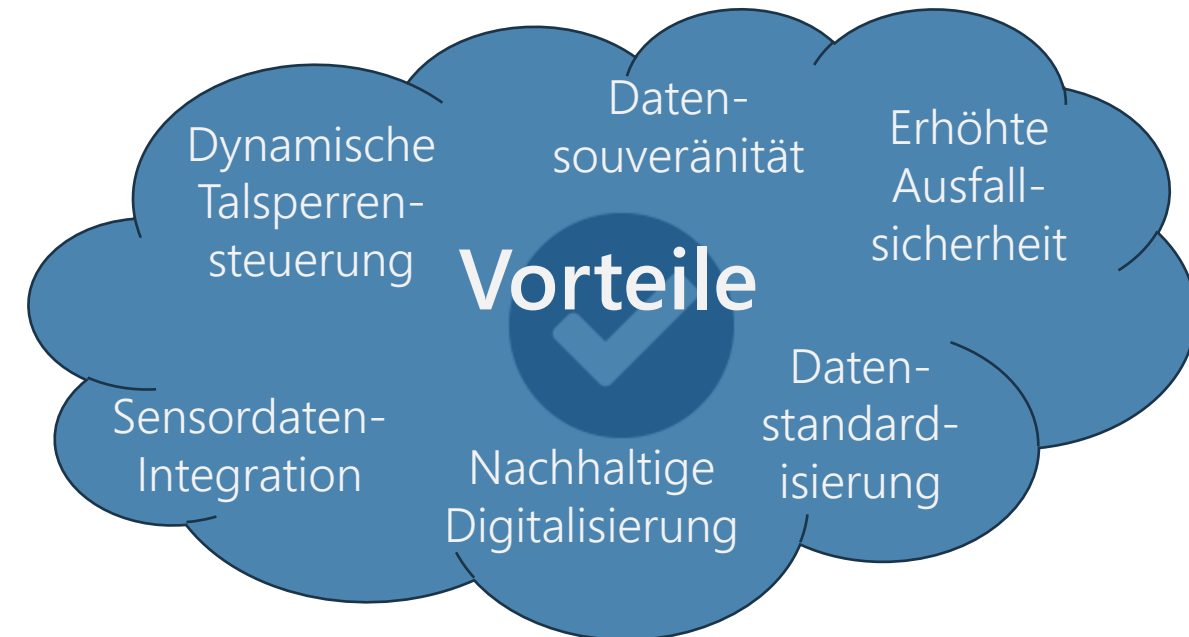 Dynamische
Talsperren-
steuerung
Daten-
souveränität
Erhöhte
Ausfall-
sicherheit
Vorteile
Sensordaten-
Integration
Nachhaltige
Digitalisierung
Daten-
standard-
isierung